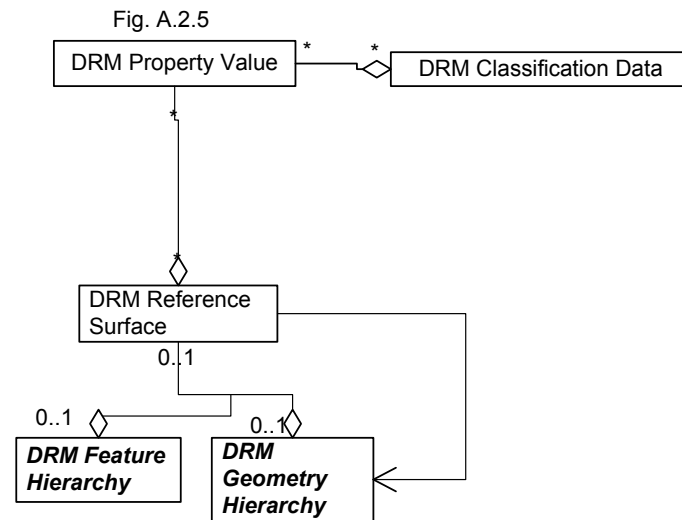 Fig. A.2.5
* *
DRM Property Value
DRM Classification Data
*
*
DRM Reference
Surface
0..1
0..1
0..1
DRM Feature
Hierarchy
DRM
Geometry
Hierarchy